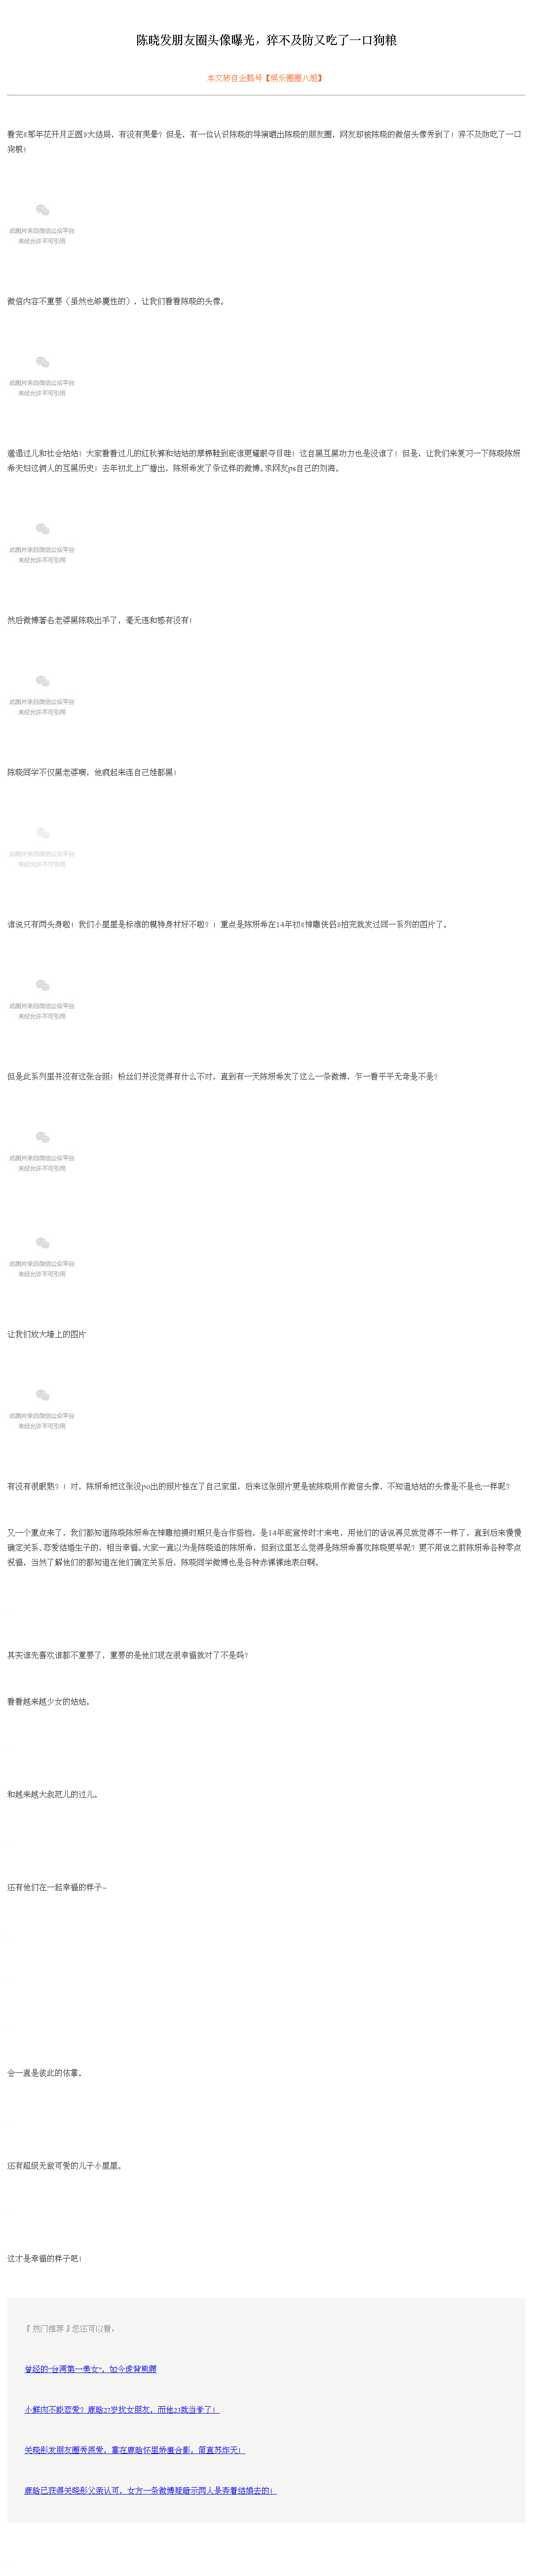 陈晓发朋友圈头像曝光，猝不及防又吃了一口狗粮
本文转自企鹅号【娱乐圈圈八姐】
看完《那年花开月正圆》大结局，有没有哭晕？但是，有一位认识陈晓的导演晒出陈晓的朋友圈，网友却被陈晓的微信头像秀到了！猝不及防吃了一口
狗粮！
此图片来自微信公众平台
未经允许不可引用
微信内容不重要（虽然也够魔性的），让我们看看陈晓的头像。
此图片来自微信公众平台
未经允许不可引用
邋遢过儿和社会姑姑！大家看看过儿的红秋裤和姑姑的厚棉鞋到底谁更耀眼夺目哇！这自黑互黑功力也是没谁了！但是，让我们来复习一下陈晓陈妍
希夫妇这俩人的互黑历史！去年初北上广播出，陈妍希发了条这样的微博。求网友ps自己的刘海。
此图片来自微信公众平台
未经允许不可引用
然后微博著名老婆黑陈晓出手了，毫无违和感有没有！
此图片来自微信公众平台
未经允许不可引用
陈晓同学不仅黑老婆噢，他疯起来连自己娃都黑！
此图片来自微信公众平台
未经允许不可引用
谁说只有两头身啦！我们小星星是标准的模特身材好不啦？！重点是陈妍希在14年初《神雕侠侣》拍完就发过同一系列的图片了。
此图片来自微信公众平台
未经允许不可引用
但是此系列里并没有这张合照！粉丝们并没觉得有什么不对，直到有一天陈妍希发了这么一条微博，乍一看平平无奇是不是？
此图片来自微信公众平台
未经允许不可引用
此图片来自微信公众平台
未经允许不可引用
让我们放大墙上的图片
此图片来自微信公众平台
未经允许不可引用
有没有很眼熟？！对，陈妍希把这张没po出的照片挂在了自己家里，后来这张照片更是被陈晓用作微信头像，不知道姑姑的头像是不是也一样呢？
又一个重点来了，我们都知道陈晓陈妍希在神雕拍摄时期只是合作搭档，是14年底宣传时才来电，用他们的话说再见就觉得不一样了，直到后来慢慢
确定关系、恋爱结婚生子的，相当幸福。大家一直以为是陈晓追的陈妍希，但到这里怎么觉得是陈妍希喜欢陈晓更早呢？更不用说之前陈妍希各种零点
祝福，当然了解他们的都知道在他们确定关系后，陈晓同学微博也是各种赤裸裸地表白啊。
其实谁先喜欢谁都不重要了，重要的是他们现在很幸福就对了不是吗？
看看越来越少女的姑姑。
和越来越大叔范儿的过儿。
还有他们在一起幸福的样子~
会一直是彼此的依靠。
还有超级无敌可爱的儿子小星星。
这才是幸福的样子吧！
『 热门推荐 』您还可以看：
曾经的“台湾第一美女”，如今虎背熊腰
小鲜肉不能恋爱？鹿晗27岁找女朋友，而他23就当爹了！
关晓彤发朋友圈秀恩爱，靠在鹿晗怀里娇羞合影，简直苏炸天！
鹿晗已获得关晓彤父亲认可，女方一条微博疑暗示两人是奔着结婚去的！